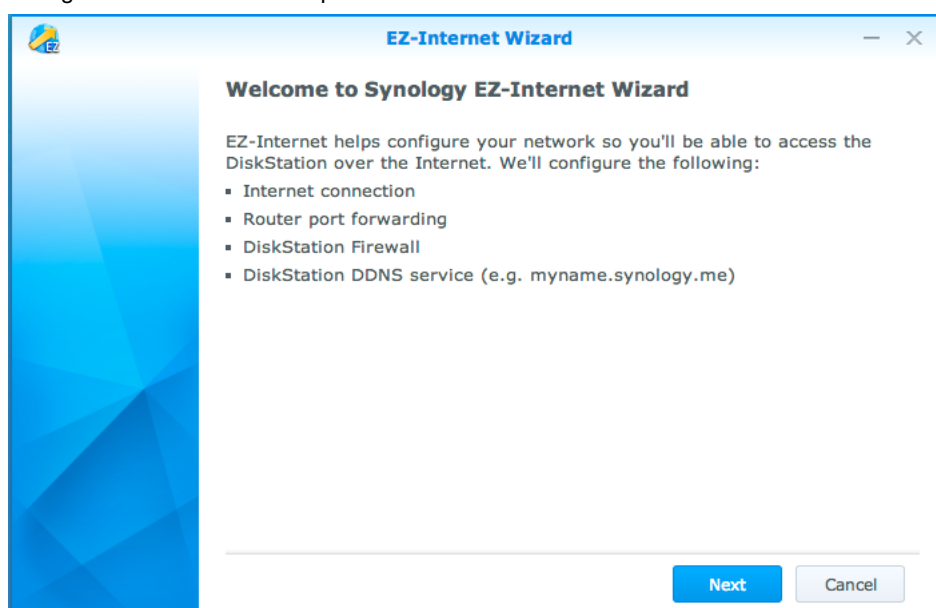 EZ-Internet Wizard
EZ
Welcome to Synology EZ-Internet Wizard
EZ-Internet helps configure your network so you'll be able to access the
DiskStation over the Internet. We'll configure the following:
▪ Internet connection
▪ Router port forwarding
▪ DiskStation Firewall
▪ DiskStation DDNS service (e.g. myname.synology.me)
Next
Cancel